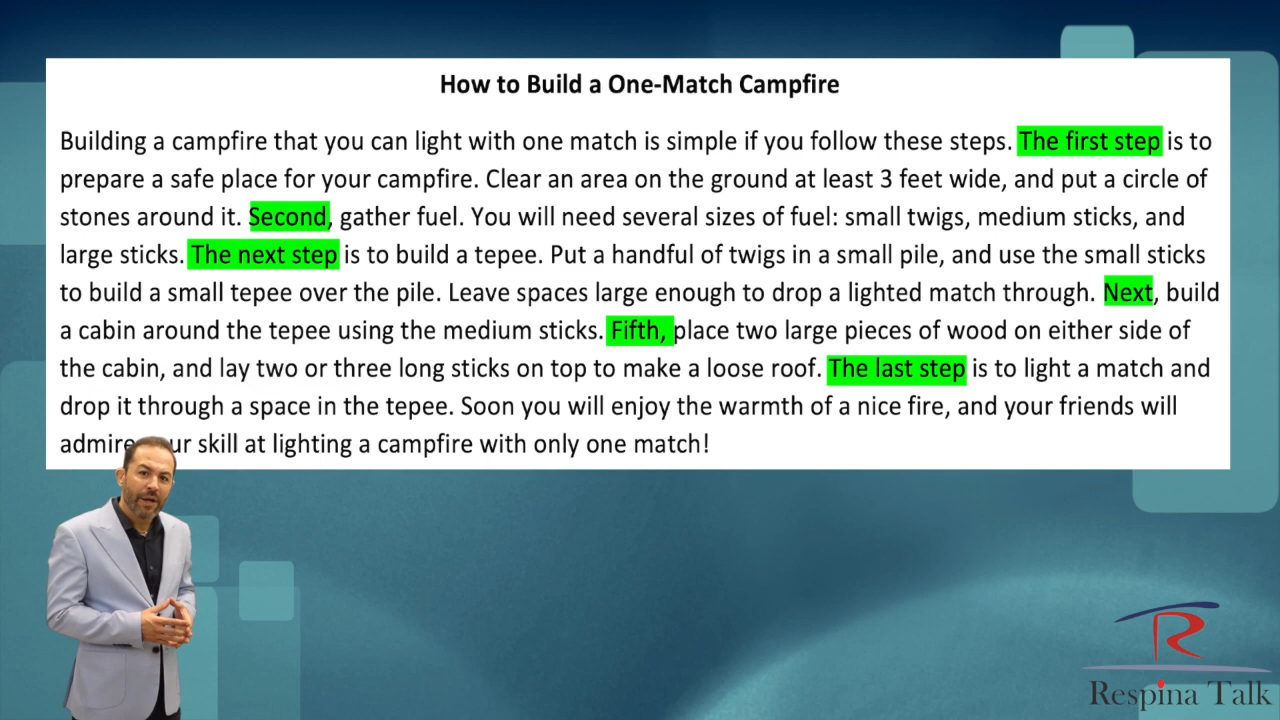 How to Build a One-Match Campfire
Building a campfire that you can light with one match is simple if you follow these steps. The first step is to
prepare a safe place for your campfire. Clear an area on the ground at least 3 feet wide, and put a circle of
stones around it. Second, gather fuel. You will need several sizes of fuel: small twigs, medium sticks, and
large sticks. The next step is to build a tepee. Put a handful of twigs in a small pile, and use the small sticks
to build a small tepee over the pile. Leave spaces large enough to drop a lighted match through. Next, build
a cabin around the tepee using the medium sticks. Fifth, place two large pieces of wood on either side of
the cabin, and lay two or three long sticks on top to make a loose roof. The last step is to light a match and
drop it through a space in the tepee. Soon you will enjoy the warmth of a nice fire, and your friends will
skill at lighting a campfire with only one match!
Respina Talk